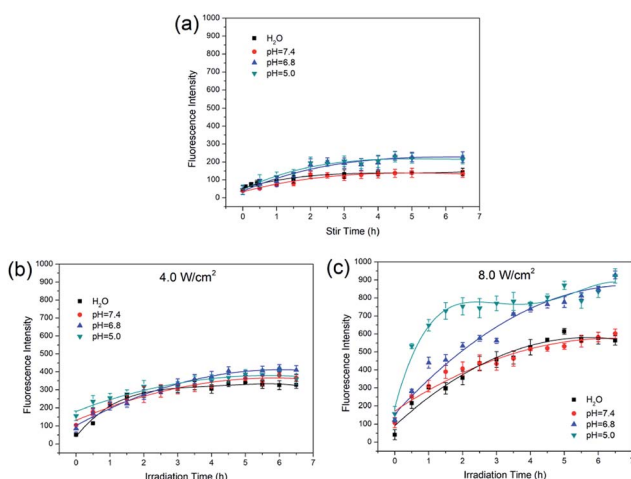 (a)
Fluorescence Intensity
1000
900
800
700
600
500
400
300
200
100
0
H₂O
pH=7.4
pH=6.8
pH=5.0
0 1 2 3 4 5 6 7
Stir Time (h)
(b)
4.0 W/cm²
Fluorescence Intensity
1000
900
800
700
600
500
400
300
200
100
0
H₂O
pH=7.4
pH=6.8
pH=5.0
0 1 2 3 4 5 6 7
Irradiation Time (h)
(c)
8.0 W/cm²
Fluorescence Intensity
1000
900
800
700
600
500
400
300
200
100
0
H₂O
pH=7.4
pH=6.8
pH=5.0
0 1 2 3 4 5 6 7
Irradiation Time (h)